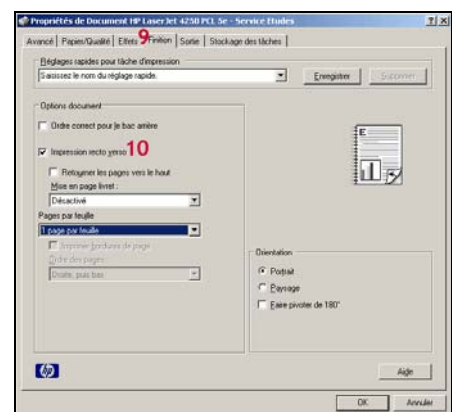 Propriétés de Document HP LaserJet 4250 PCL 5e - Service Etudes
Avancé Papier/Qualité Effets 9 Finition Sortie Stockage des tâches
Réglages rapides pour tâche d'impression
Saisissez le nom du réglage rapide. Enregistrer Supprimer
Options document
Ordre correct pour le bac arrière
Impression recto verso 10
Retourner les pages vers le haut
Mise en page livret :
Désactivé
Pages par feuille
1 page par feuille
Imprimer bordures de page
Ordre des pages :
Droite, puis bas
E
Orientation
Portrait
Paysage
Faire pivoter de 180°
hp
Aide
OK Annuler